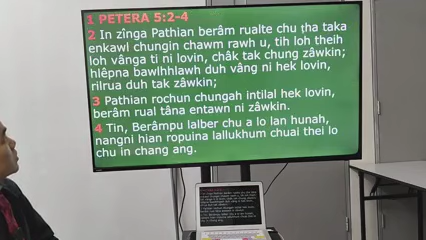 1 PETERA 5:2-4
2 In zînga Pathian berâm rualte chu ṭha taka
enkawl chungin chawm rawh u, tih loh theih
loh vânga ti ni lovin, châk tak chung zâwkin;
hlêpna bawlhhlawh duh vâng ni hek lovin,
rilrua duh tak zâwkin;
3 Pathian rochun chungah intilal hek lovin,
berâm rual tâna entawn ni zâwkin.
4 Tin, Berâmpu lalber chu a lo lan hunah,
nangni hian ropuina lallukhum chuai thei lo
chu in chang ang.